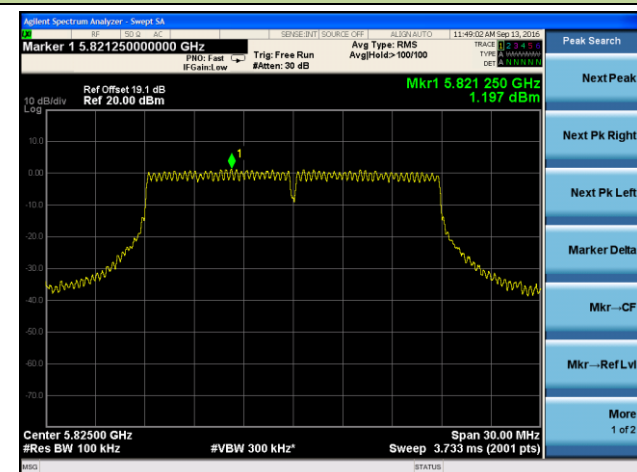 Agilent Spectrum Analyzer - Swept SA
RF 50 Ω AC SENSE:INT SOURCE OFF ALIGN AUTO 11:49:02 AM Sep 13, 2016
Marker 1 5.821250000000 GHz
PNO: Fast
IFGain:Low
Trig: Free Run
#Atten: 30 dB
Avg Type: RMS
Avg|Hold:>100/100
TRACE 1 2 3 4 5 6
TYPE A
DET A N N N N N
Peak Search
Next Peak
Next Pk Right
Next Pk Left
Marker Delta
Mkr→CF
Mkr→Ref Lvl
More
1 of 2
Ref Offset 19.1 dB
10 dB/div Ref 20.00 dBm
Log
Mkr1 5.821 250 GHz
1.197 dBm
10.0
0.00
-10.0
-20.0
-30.0
-40.0
-50.0
-60.0
-70.0
1
Center 5.82500 GHz Span 30.00 MHz
#Res BW 100 kHz #VBW 300 kHz* Sweep 3.733 ms (2001 pts)
MSG STATUS